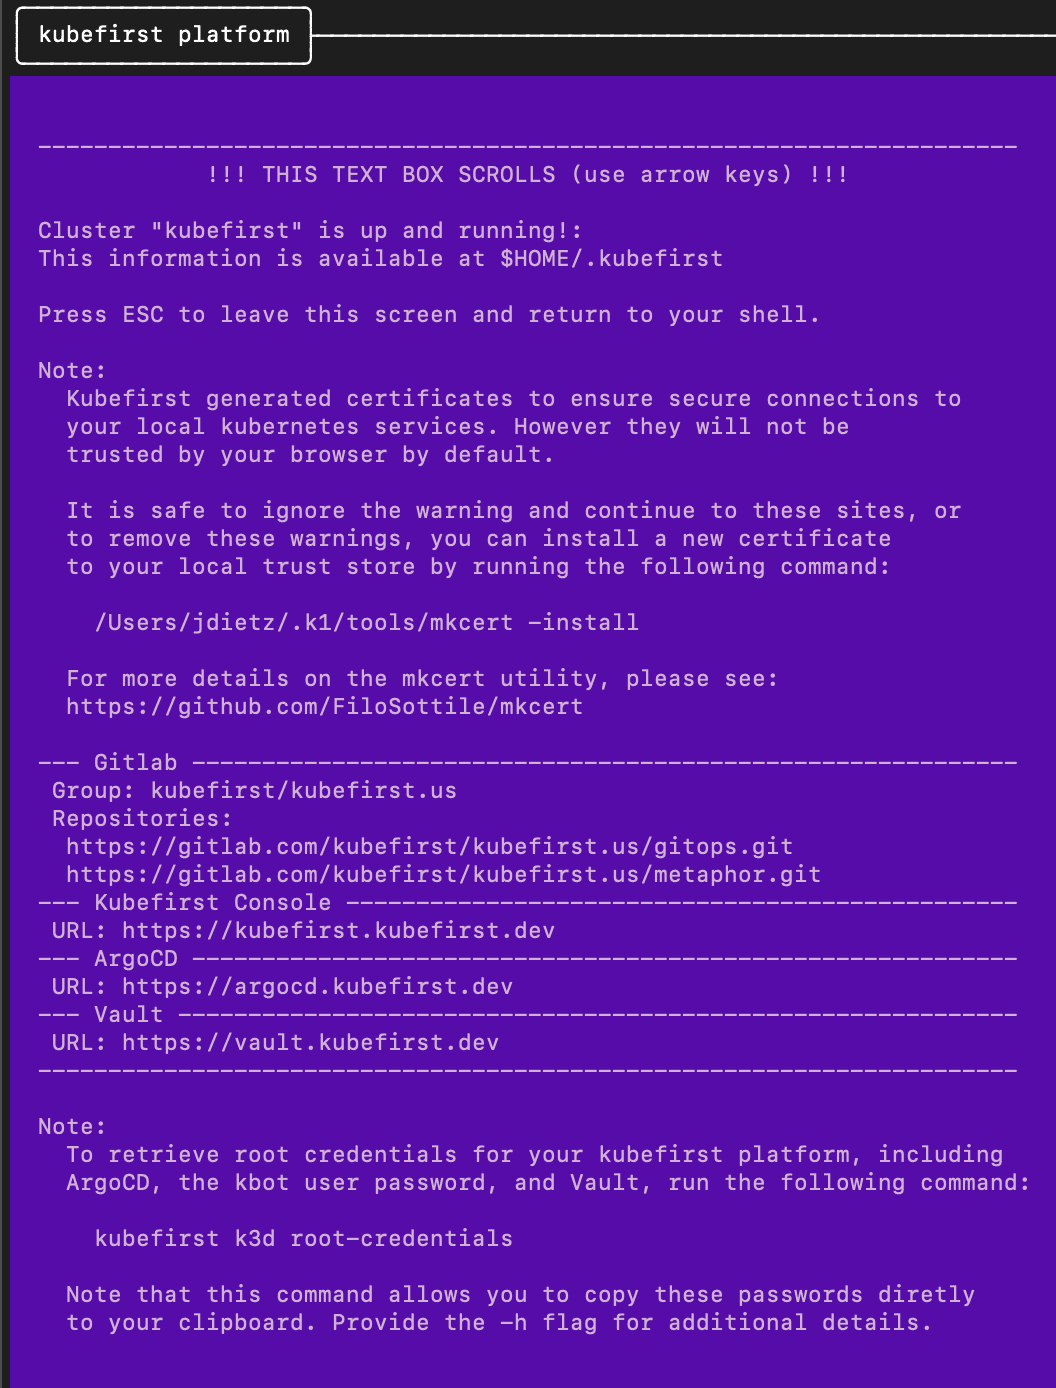 kubefirst platform
----------------------------------------------------------------------
!!! THIS TEXT BOX SCROLLS (use arrow keys) !!!
Cluster "kubefirst" is up and running!:
This information is available at $HOME/.kubefirst
Press ESC to leave this screen and return to your shell.
Note:
Kubefirst generated certificates to ensure secure connections to
your local kubernetes services. However they will not be
trusted by your browser by default.
It is safe to ignore the warning and continue to these sites, or
to remove these warnings, you can install a new certificate
to your local trust store by running the following command:
/Users/jdietz/.k1/tools/mkcert -install
For more details on the mkcert utility, please see:
https://github.com/FiloSottile/mkcert
--- Gitlab -----------------------------------------------------------
Group: kubefirst/kubefirst.us
Repositories:
https://gitlab.com/kubefirst/kubefirst.us/gitops.git
https://gitlab.com/kubefirst/kubefirst.us/metaphor.git
--- Kubefirst Console ------------------------------------------------
URL: https://kubefirst.kubefirst.dev
--- ArgoCD -----------------------------------------------------------
URL: https://argocd.kubefirst.dev
--- Vault ------------------------------------------------------------
URL: https://vault.kubefirst.dev
----------------------------------------------------------------------
Note:
To retrieve root credentials for your kubefirst platform, including
ArgoCD, the kbot user password, and Vault, run the following command:
kubefirst k3d root-credentials
Note that this command allows you to copy these passwords diretly
to your clipboard. Provide the -h flag for additional details.